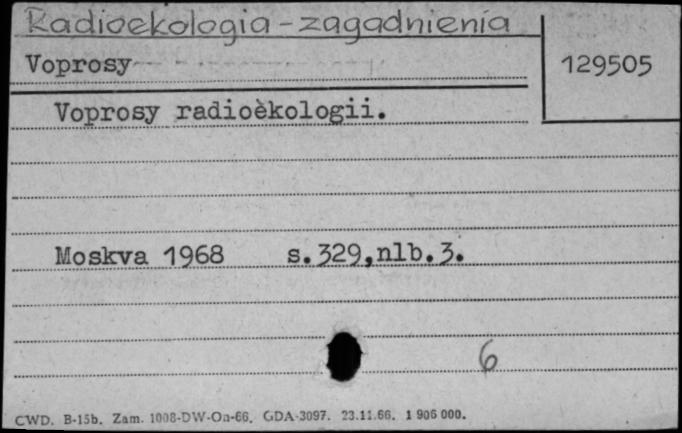 Radioekologia - zagadnienia
Voprosy
129505
Voprosy radioèkologii.
Moskva 1968 s.329,nlb.3.
6
CWD. B-15b. Zam. 1008-DW-Oa-66. GDA-3097. 23.11.66. 1 906 000.